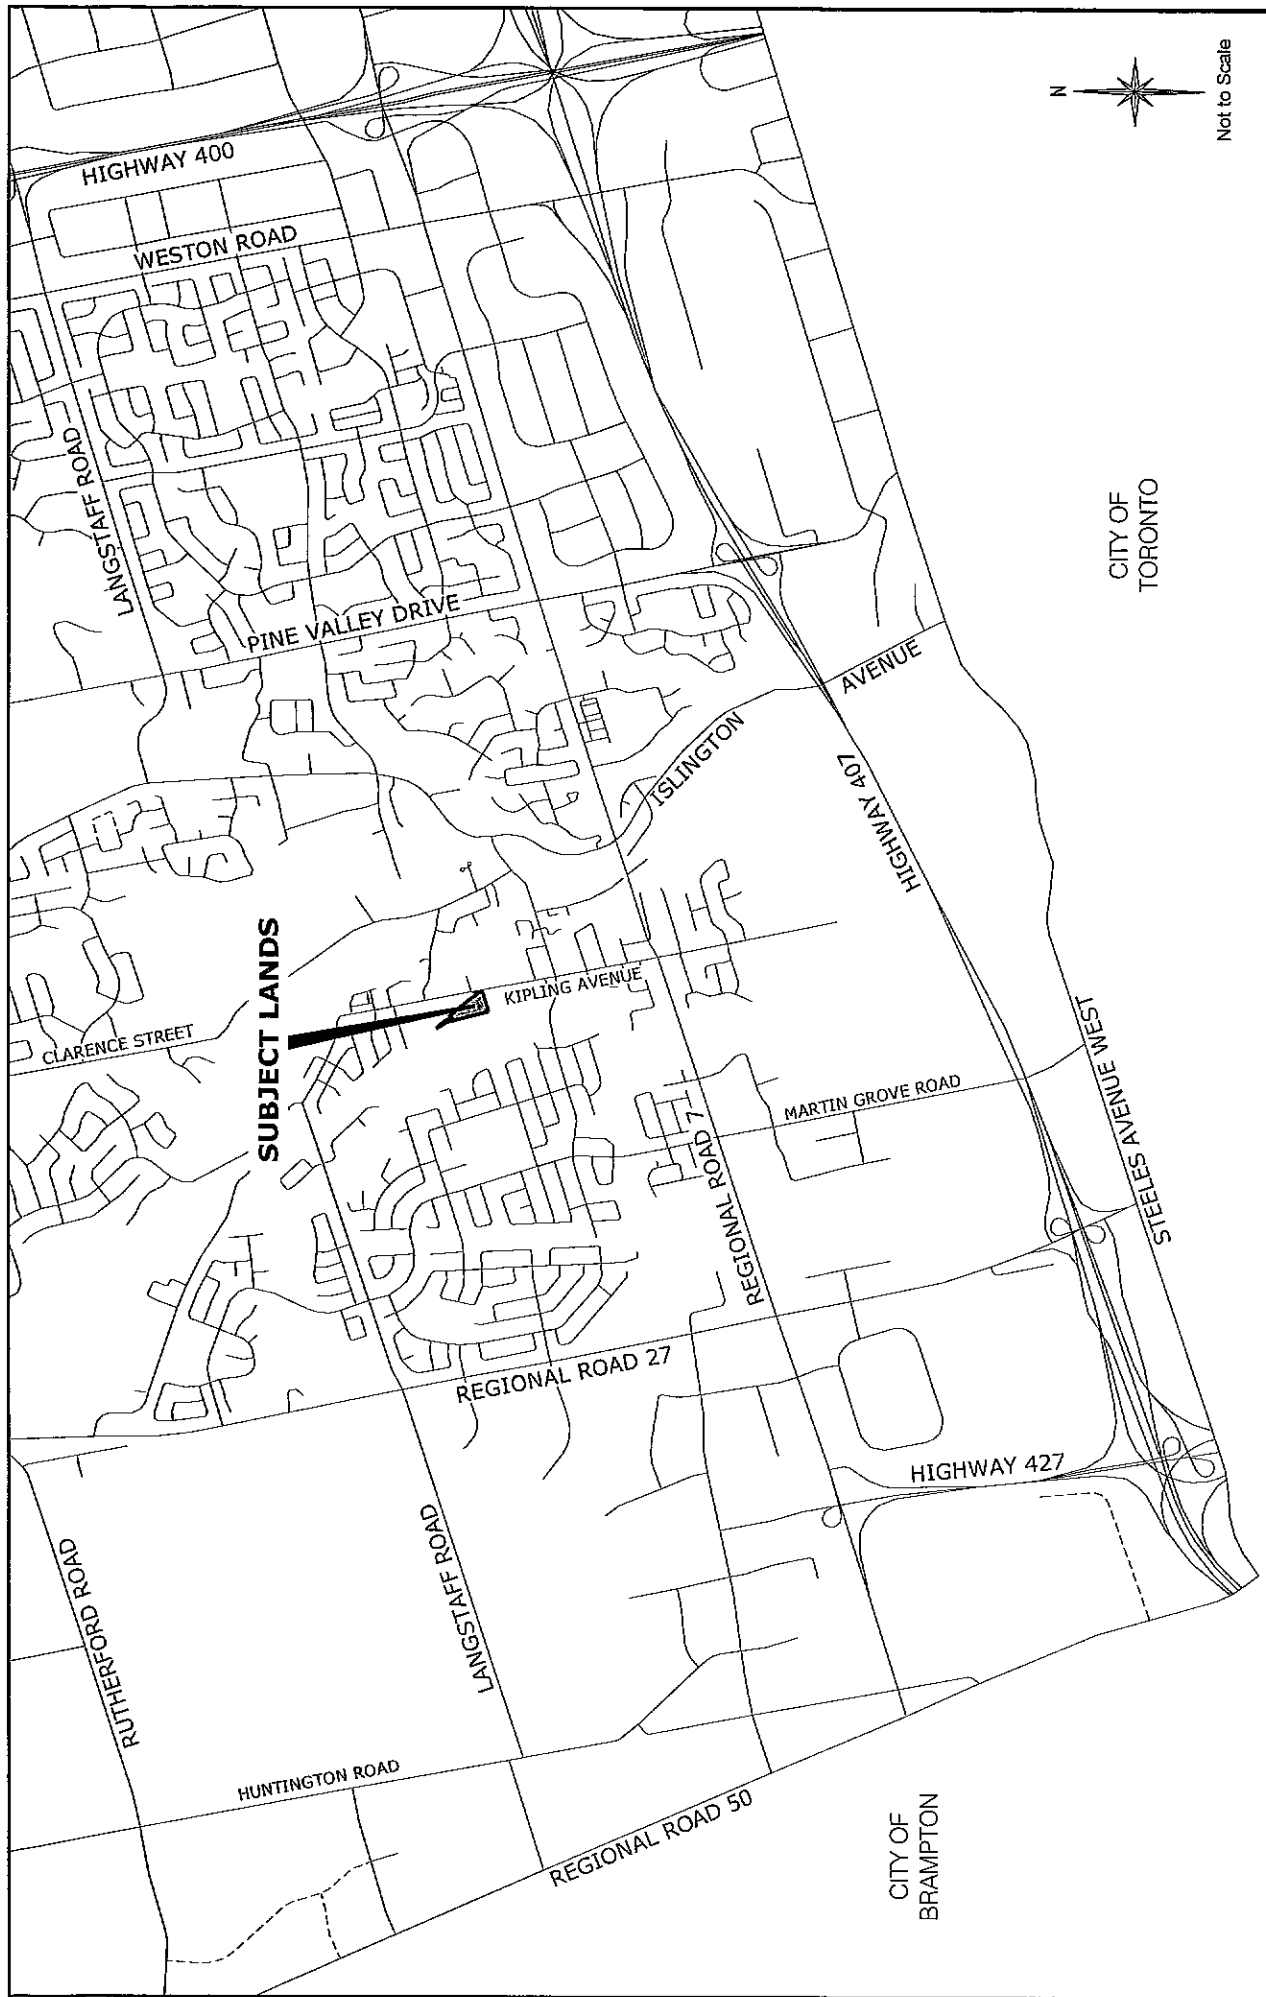 HIGHWAY 400
WESTON ROAD
LANGSTAFF ROAD
PINE VALLEY DRIVE
ISLINGTON
AVENUE
HIGHWAY 407
CLARENCE STREET
SUBJECT LANDS
KIPLING AVENUE
MARTIN GROVE ROAD
STEELES AVENUE WEST
REGIONAL ROAD 7
REGIONAL ROAD 27
HIGHWAY 427
RUTHERFORD ROAD
LANGSTAFF ROAD
HUNTINGTON ROAD
REGIONAL ROAD 50
CITY OF
TORONTO
CITY OF
BRAMPTON
N
Not to Scale